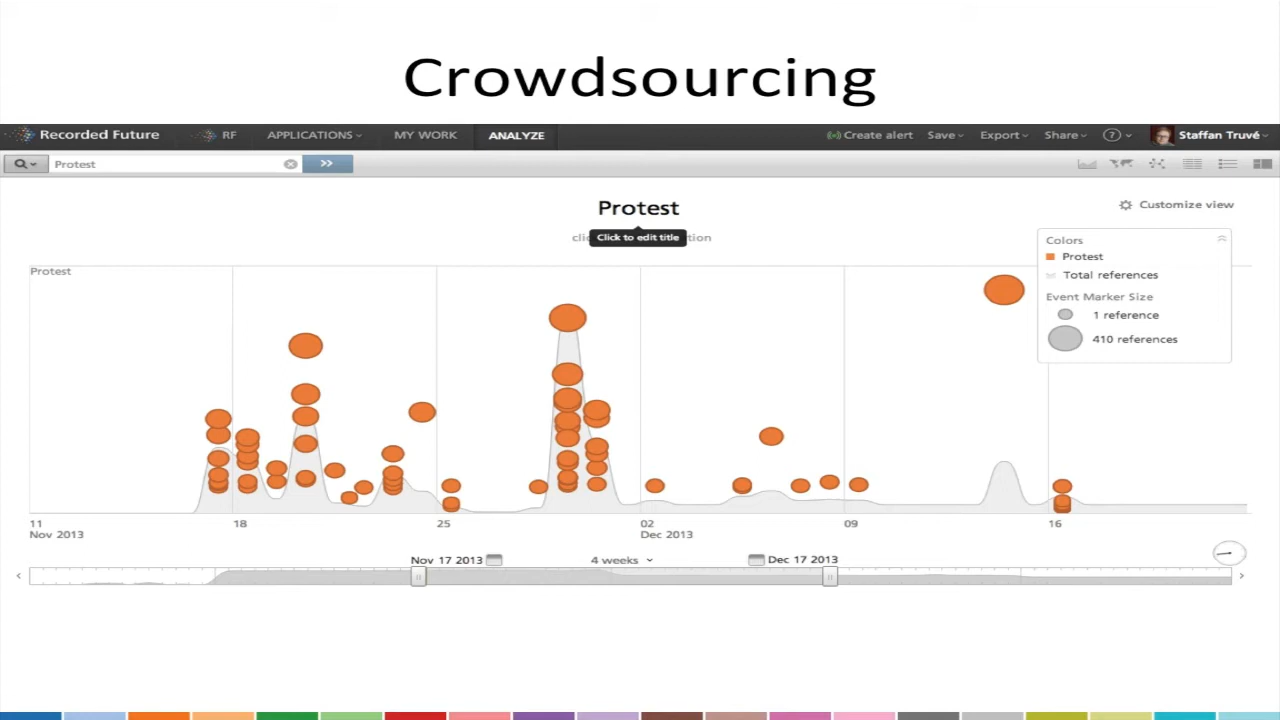 Crowdsourcing
Recorded Future RF APPLICATIONS MY WORK ANALYZE Create alert Save Export Share ? Staffan Truvé
Protest
Protest
Customize view
Click to edit title
Colors
Protest
Total references
Event Marker Size
1 reference
410 references
Protest
11 18 25 02 09 16
Nov 2013 Dec 2013
Nov 17 2013 4 weeks Dec 17 2013